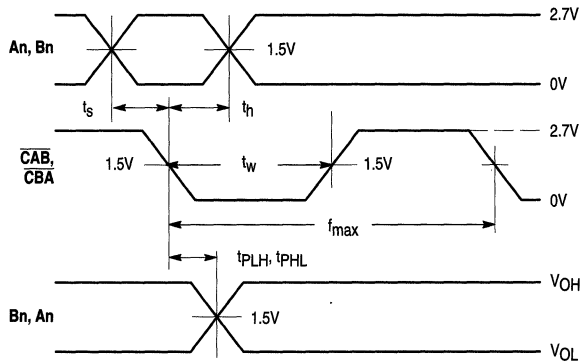 2.7V
An, Bn
1.5V
0V
ts
th
CAB,
CBA
2.7V
1.5V
tw
1.5V
0V
fmax
tPLH, tPHL
VOH
Bn, An
1.5V
VOL